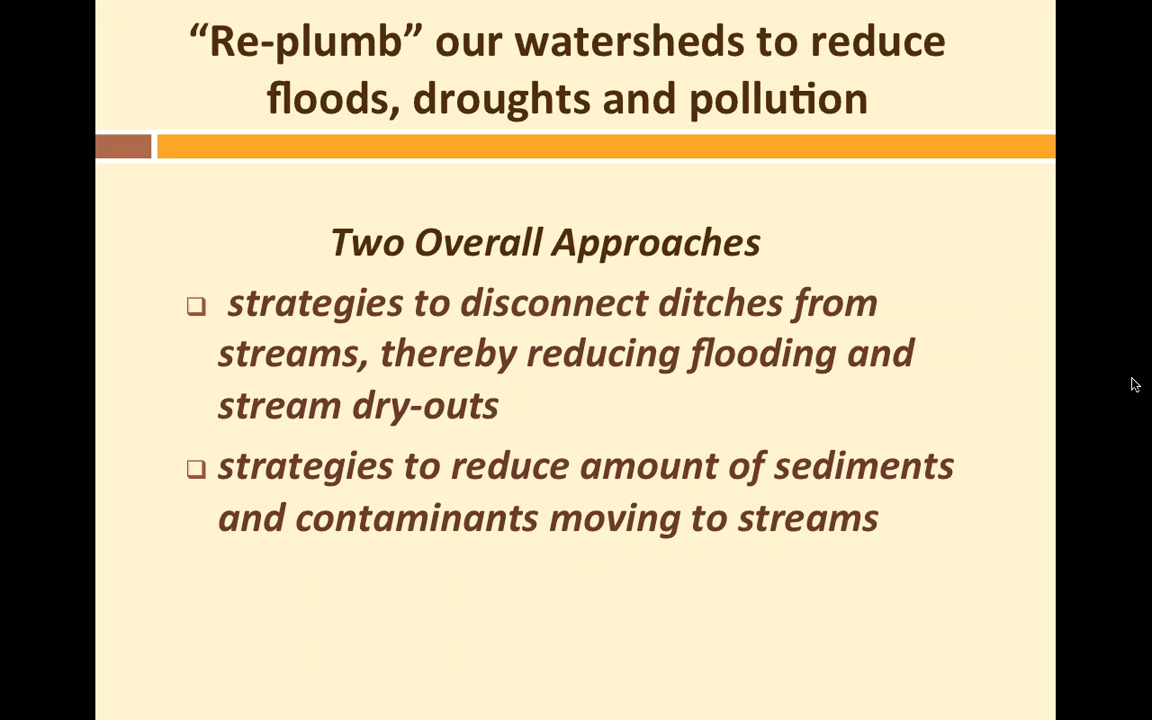 “Re-plumb” our watersheds to reduce
floods, droughts and pollution
Two Overall Approaches
strategies to disconnect ditches from
streams, thereby reducing flooding and
stream dry-outs
strategies to reduce amount of sediments
and contaminants moving to streams